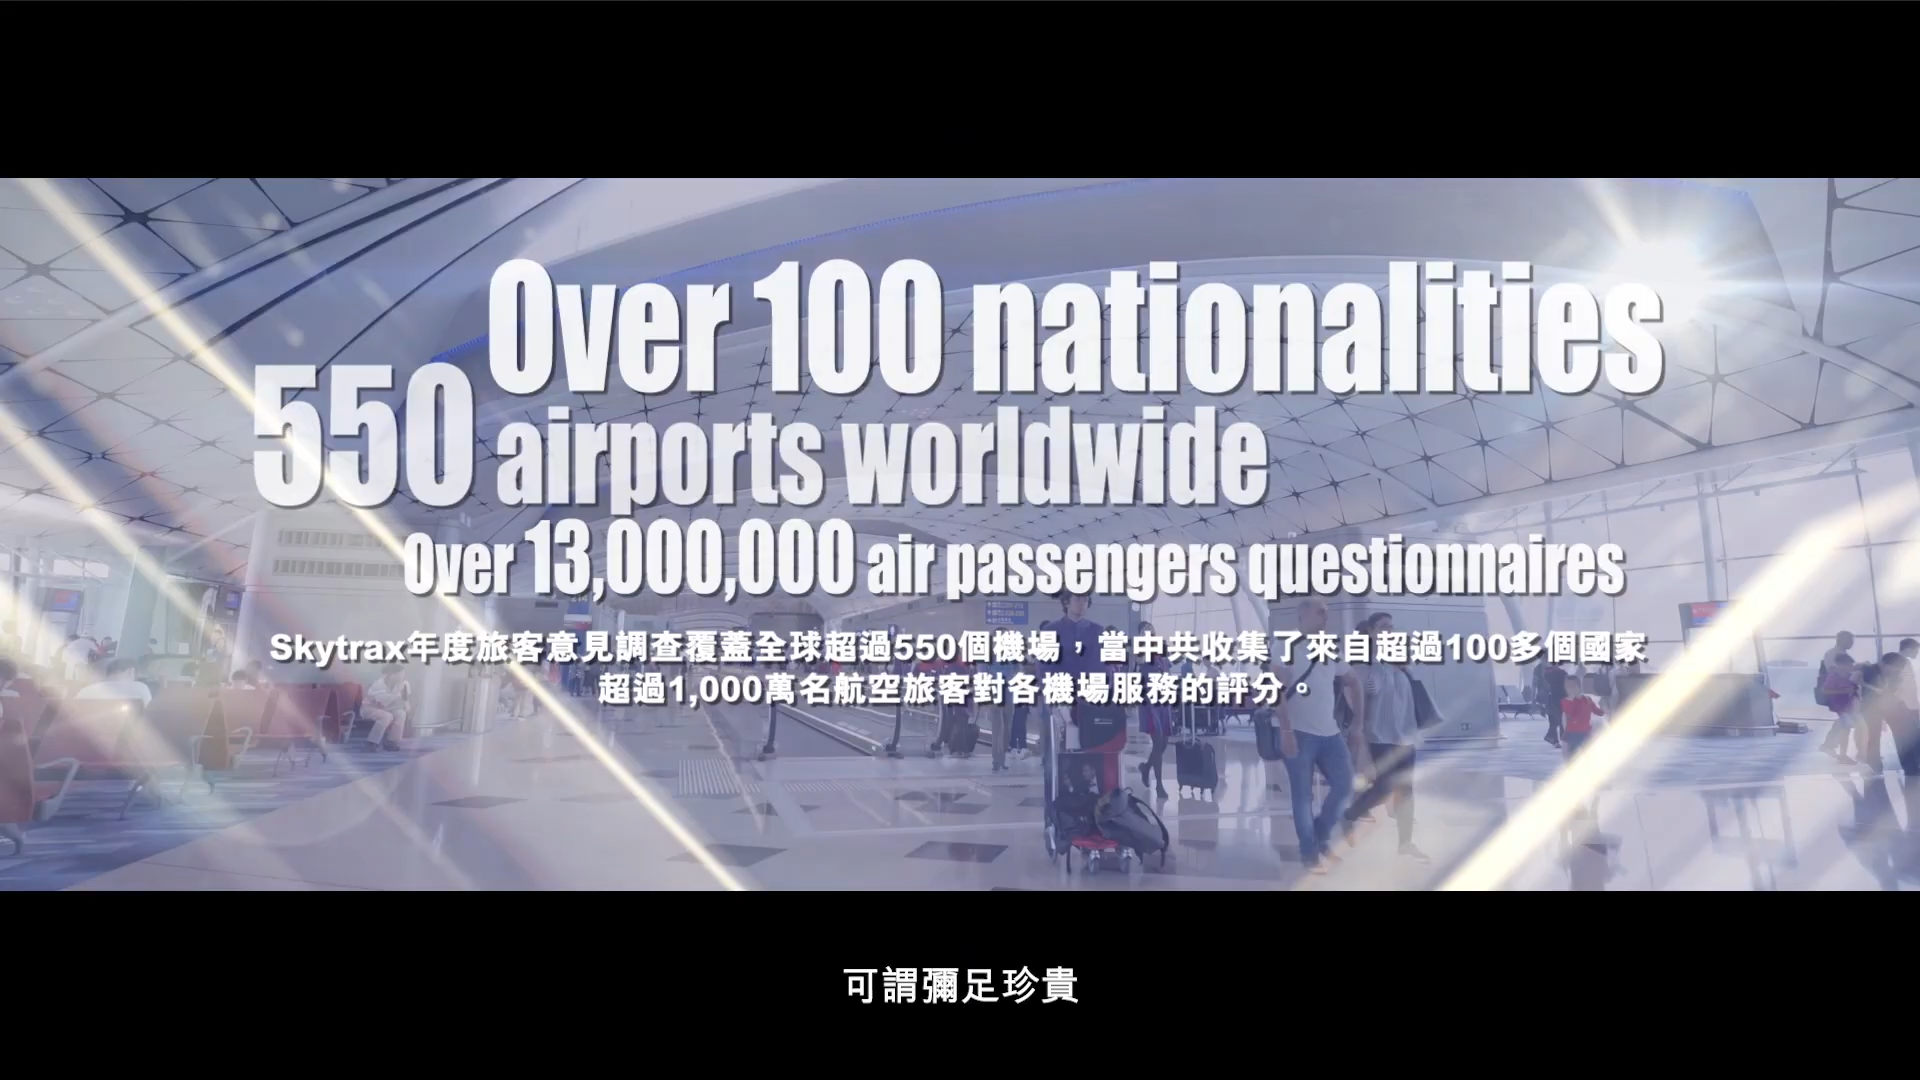 Over 100 nationalities
550 airports worldwide
Over 13,000,000 air passengers questionnaires
Skytrax年度旅客意見調查覆蓋全球超過550個機場，當中共收集了來自超過100多個國家
超過1,000萬名航空旅客對各機場服務的評分。
可謂彌足珍貴